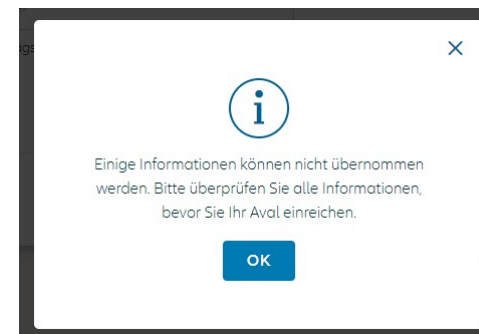 Einige Informationen können nicht übernommen
werden. Bitte überprüfen Sie alle Informationen,
bevor Sie Ihr Aval einreichen.
OK